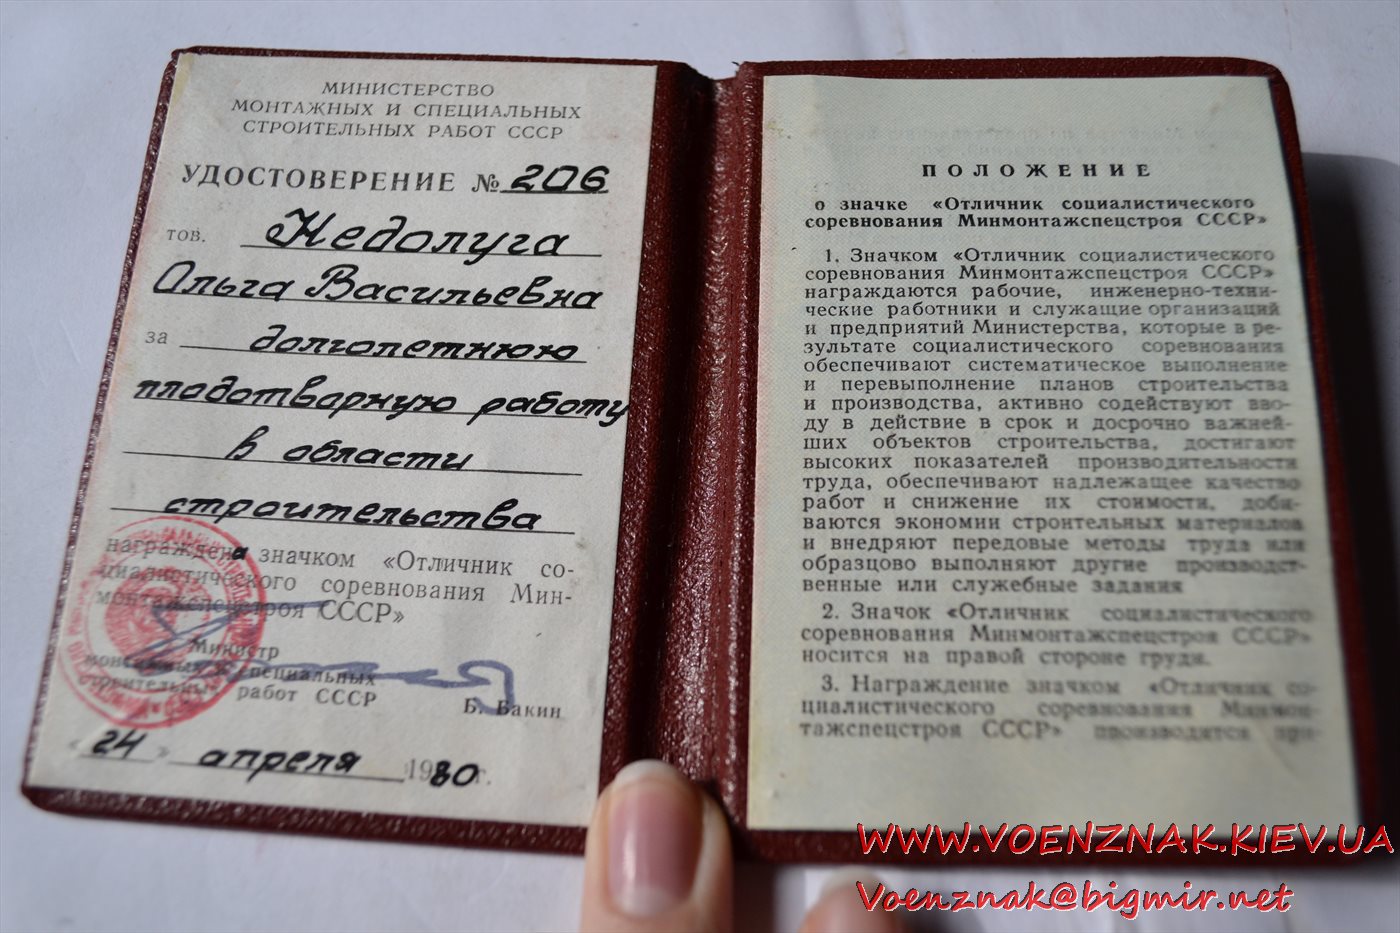 МИНИСТЕРСТВО
МОНТАЖНЫХ И СПЕЦИАЛЬНЫХ
СТРОИТЕЛЬНЫХ РАБОТ СССР
УДОСТОВЕРЕНИЕ № 206
тов. Недолуга
Ольга Васильевна
за долголетнюю
плодотварную работу
в области
строительства
награждена значком «Отличник со-
циалистического соревнования Мин-
монтажспецстроя СССР»
Министр
монтажных и специальных
строительных работ СССР
Б. Бакин
« 24 » апреля 1980 г.
ПОЛОЖЕНИЕ
о значке «Отличник социалистического
соревнования Минмонтажспецстроя СССР»
1. Значком «Отличник социалистического
соревнования Минмонтажспецстроя СССР»
награждаются рабочие, инженерно-техни-
ческие работники и служащие организаций
и предприятий Министерства, которые в ре-
зультате социалистического соревнования
обеспечивают систематическое выполнение
и перевыполнение планов строительства
и производства, активно содействуют вво-
ду в действие в срок и досрочно важней-
ших объектов строительства, достигают
высоких показателей производительности
труда, обеспечивают надлежащее качество
работ и снижение их стоимости, доби-
ваются экономии строительных материалов
и внедряют передовые методы труда или
образцово выполняют другие производст-
венные или служебные задания
2. Значок «Отличник социалистического
соревнования Минмонтажспецстроя СССР»
носится на правой стороне груди.
3. Награждение значком «Отличник со-
циалистического соревнования Минмон-
тажспецстроя СССР» производится при-
WWW.VOENZNAK.KIEV.UA
Voenznak@bigmir.net